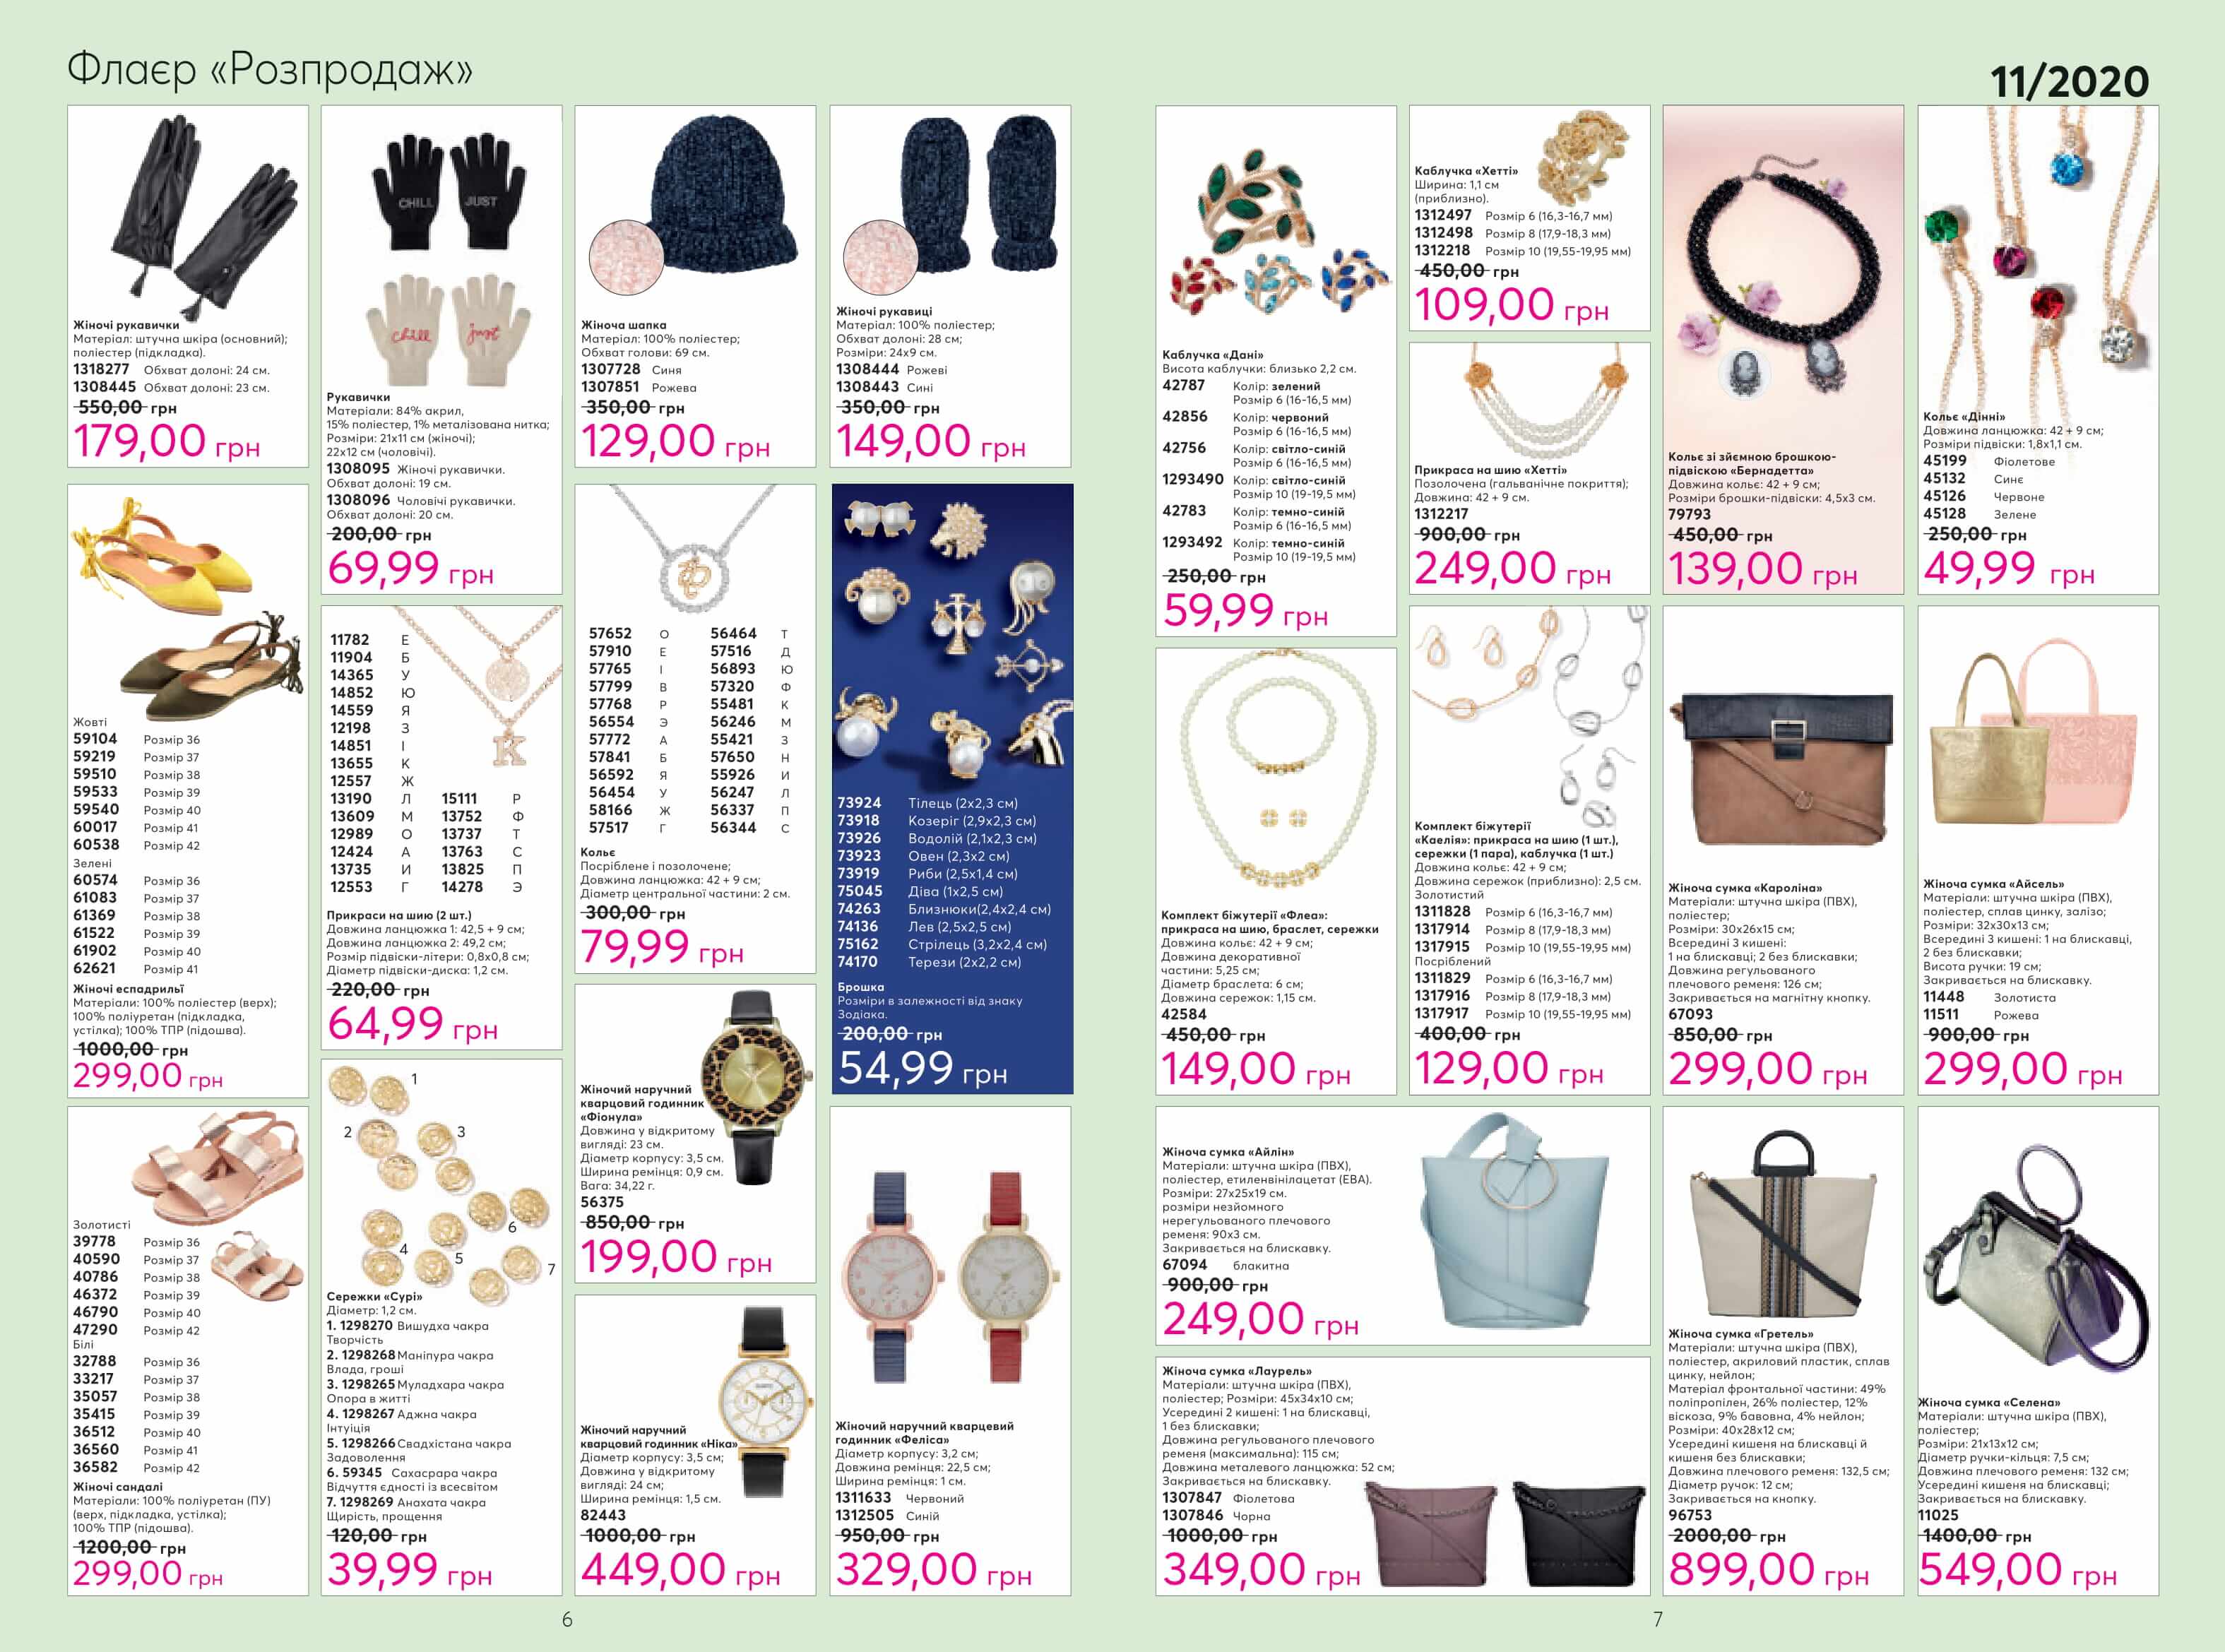 Флаєр «Розпродаж»
11/2020
Жіночі рукавички
Матеріал: штучна шкіра (основний);
поліестер (підкладка).
1318277 Обхват долоні: 24 см.
1308445 Обхват долоні: 23 см.
550,00 грн
179,00 грн
CHILL JUST
chill just
Рукавички
Матеріали: 84% акрил,
15% поліестер, 1% металізована нитка;
Розміри: 21х11 см (жіночі);
22х12 см (чоловічі).
1308095 Жіночі рукавички.
Обхват долоні: 19 см.
1308096 Чоловічі рукавички.
Обхват долоні: 20 см.
200,00 грн
69,99 грн
Жіноча шапка
Матеріал: 100% поліестер;
Обхват голови: 69 см.
1307728 Синя
1307851 Рожева
350,00 грн
129,00 грн
Жіночі рукавиці
Матеріал: 100% поліестер;
Обхват долоні: 28 см;
Розміри: 24х9 см.
1308444 Рожеві
1308443 Сині
350,00 грн
149,00 грн
Жовті
59104 Розмір 36
59219 Розмір 37
59510 Розмір 38
59533 Розмір 39
59540 Розмір 40
60017 Розмір 41
60538 Розмір 42
Зелені
60574 Розмір 36
61083 Розмір 37
61369 Розмір 38
61522 Розмір 39
61902 Розмір 40
62621 Розмір 41
Жіночі еспадрильї
Матеріали: 100% поліестер (верх);
100% поліуретан (підкладка,
устілка); 100% ТПР (підошва).
1000,00 грн
299,00 грн
11782 Е
11904 Б
14365 У
14852 Ю
14559 Я
12198 З
14851 І
13655 К
12557 Ж
13190 Л 15111 Р
13609 М 13752 Ф
12989 О 13737 Т
12424 А 13763 С
13735 И 13825 П
12553 Г 14278 Э
К
Прикраси на шию (2 шт.)
Довжина ланцюжка 1: 42,5 + 9 см;
Довжина ланцюжка 2: 49,2 см;
Розмір підвіски-літери: 0,8х0,8 см;
Діаметр підвіски-диска: 1,2 см.
220,00 грн
64,99 грн
57652 О 56464 Т
57910 Е 57516 Д
57765 І 56893 Ю
57799 В 57320 Ф
57768 Р 55481 К
56554 Э 56246 М
57772 А 55421 З
57841 Б 57650 Н
56592 Я 55926 И
56454 У 56247 Л
58166 Ж 56337 П
57517 Г 56344 С
Кольє
Посріблене і позолочене;
Довжина ланцюжка: 42 + 9 см;
Діаметр центральної частини: 2 см.
300,00 грн
79,99 грн
73924 Тілець (2х2,3 см)
73918 Козеріг (2,9х2,3 см)
73926 Водолій (2,1х2,3 см)
73923 Овен (2,3х2 см)
73919 Риби (2,5х1,4 см)
75045 Діва (1х2,5 см)
74263 Близнюки(2,4х2,4 см)
74136 Лев (2,5х2,5 см)
75162 Стрілець (3,2х2,4 см)
74170 Терези (2х2,2 см)
Брошка
Розміри в залежності від знаку
Зодіака.
200,00 грн
54,99 грн
Золотисті
39778 Розмір 36
40590 Розмір 37
40786 Розмір 38
46372 Розмір 39
46790 Розмір 40
47290 Розмір 42
Білі
32788 Розмір 36
33217 Розмір 37
35057 Розмір 38
35415 Розмір 39
36512 Розмір 40
36560 Розмір 41
36582 Розмір 42
Жіночі сандалі
Матеріали: 100% поліуретан (ПУ)
(верх, підкладка, устілка);
100% ТПР (підошва).
1200,00 грн
299,00 грн
1
2 3
6
4 5 7
Сережки «Сурі»
Діаметр: 1,2 см.
1. 1298270 Вишудха чакра
Творчість
2. 1298268 Маніпура чакра
Влада, гроші
3. 1298265 Муладхара чакра
Опора в житті
4. 1298267 Аджна чакра
Інтуіція
5. 1298266 Свадхістана чакра
Задоволення
6. 59345 Сахасрара чакра
Відчуття єдності із всесвітом
7. 1298269 Анахата чакра
Щирість, прощення
120,00 грн
39,99 грн
Жіночий наручний
кварцовий годинник
«Фіонула»
Довжина у відкритому
вигляді: 23 см.
Діаметр корпусу: 3,5 см.
Ширина ремінця: 0,9 см.
Вага: 34,22 г.
56375
850,00 грн
199,00 грн
Жіночий наручний
кварцовий годинник «Ніка»
Діаметр корпусу: 3,5 см;
Довжина у відкритому
вигляді: 24 см;
Ширина ремінця: 1,5 см.
82443
1000,00 грн
449,00 грн
Жіночий наручний кварцевий
годинник «Феліса»
Діаметр корпусу: 3,2 см;
Довжина ремінця: 22,5 см;
Ширина ремінця: 1 см.
1311633 Червоний
1312505 Синій
950,00 грн
329,00 грн
6
Каблучка «Дані»
Висота каблучки: близько 2,2 см.
42787 Колір: зелений
Розмір 6 (16-16,5 мм)
42856 Колір: червоний
Розмір 6 (16-16,5 мм)
42756 Колір: світло-синій
Розмір 6 (16-16,5 мм)
1293490 Колір: світло-синій
Розмір 10 (19-19,5 мм)
42783 Колір: темно-синій
Розмір 6 (16-16,5 мм)
1293492 Колір: темно-синій
Розмір 10 (19-19,5 мм)
250,00 грн
59,99 грн
Каблучка «Хетті»
Ширина: 1,1 см
(приблизно).
1312497 Розмір 6 (16,3-16,7 мм)
1312498 Розмір 8 (17,9-18,3 мм)
1312218 Розмір 10 (19,55-19,95 мм)
450,00 грн
109,00 грн
Прикраса на шию «Хетті»
Позолочена (гальванічне покриття);
Довжина: 42 + 9 см.
1312217
900,00 грн
249,00 грн
Кольє зі зйємною брошкою-
підвіскою «Бернадетта»
Довжина кольє: 42 + 9 см;
Розміри брошки-підвіски: 4,5х3 см.
79793
450,00 грн
139,00 грн
Кольє «Дінні»
Довжина ланцюжка: 42 + 9 см;
Розміри підвіски: 1,8х1,1 см.
45199 Фіолетове
45132 Синє
45126 Червоне
45128 Зелене
250,00 грн
49,99 грн
Комплект біжутерії «Флеа»:
прикраса на шию, браслет, сережки
Довжина кольє: 42 + 9 см;
Довжина декоративної
частини: 5,25 см;
Діаметр браслета: 6 см;
Довжина сережок: 1,15 см.
42584
450,00 грн
149,00 грн
Комплект біжутерії
«Каелія»: прикраса на шию (1 шт.),
сережки (1 пара), каблучка (1 шт.)
Довжина кольє: 42 + 9 см;
Довжина сережок (приблизно): 2,5 см.
Золотистий
1311828 Розмір 6 (16,3-16,7 мм)
1317914 Розмір 8 (17,9-18,3 мм)
1317915 Розмір 10 (19,55-19,95 мм)
Посріблений
1311829 Розмір 6 (16,3-16,7 мм)
1317916 Розмір 8 (17,9-18,3 мм)
1317917 Розмір 10 (19,55-19,95 мм)
400,00 грн
129,00 грн
Жіноча сумка «Кароліна»
Матеріали: штучна шкіра (ПВХ),
поліестер;
Розміри: 30х26х15 см;
Всередині 3 кишені:
1 на блискавці; 2 без блискавки;
Довжина регульованого
плечового ременя: 126 см;
Закривається на магнітну кнопку.
67093
850,00 грн
299,00 грн
Жіноча сумка «Айсель»
Матеріали: штучна шкіра (ПВХ),
поліестер, сплав цинку, залізо;
Розміри: 32х30х13 см;
Всередині 3 кишені: 1 на блискавці,
2 без блискавки;
Висота ручки: 19 см;
Закривається на блискавку.
11448 Золотиста
11511 Рожева
900,00 грн
299,00 грн
Жіноча сумка «Айлін»
Матеріали: штучна шкіра (ПВХ),
поліестер, етиленвінілацетат (ЕВА).
Розміри: 27х25х19 см.
розміри незйомного
нерегульованого плечового
ременя: 90х3 см.
Закривається на блискавку.
67094 блакитна
900,00 грн
249,00 грн
Жіноча сумка «Лаурель»
Матеріали: штучна шкіра (ПВХ),
поліестер; Розміри: 45х34х10 см;
Усередині 2 кишені: 1 на блискавці,
1 без блискавки;
Довжина регульованого плечового
ременя (максимальна): 115 см;
Довжина металевого ланцюжка: 52 см;
Закривається на блискавку.
1307847 Фіолетова
1307846 Чорна
1000,00 грн
349,00 грн
Жіноча сумка «Гретель»
Матеріали: штучна шкіра (ПВХ),
поліестер, акриловий пластик, сплав
цинку, нейлон;
Матеріал фронтальної частини: 49%
поліпропілен, 26% поліестер, 12%
віскоза, 9% бавовна, 4% нейлон;
Розміри: 40х28х12 см;
Усередині кишеня на блискавці й
кишеня без блискавки;
Довжина плечового ременя: 132,5 см;
Діаметр ручок: 12 см;
Закривається на кнопку.
96753
2000,00 грн
899,00 грн
Жіноча сумка «Селена»
Матеріали: штучна шкіра (ПВХ),
поліестер;
Розміри: 21х13х12 см;
Діаметр ручки-кільця: 7,5 см;
Довжина плечового ременя: 132 см;
Усередині кишеня на блискавці;
Закривається на блискавку.
11025
1400,00 грн
549,00 грн
7